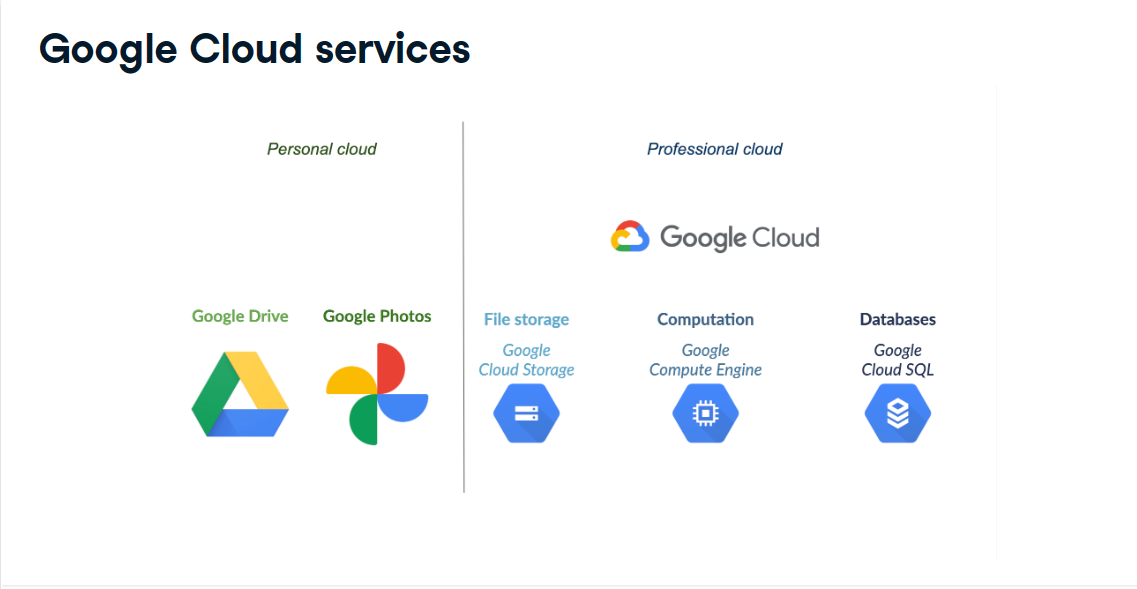 Google Cloud services
Personal cloud
Professional cloud
Google Cloud
Google Drive
Google Photos
File storage
Google
Cloud Storage
Computation
Google
Compute Engine
Databases
Google
Cloud SQL